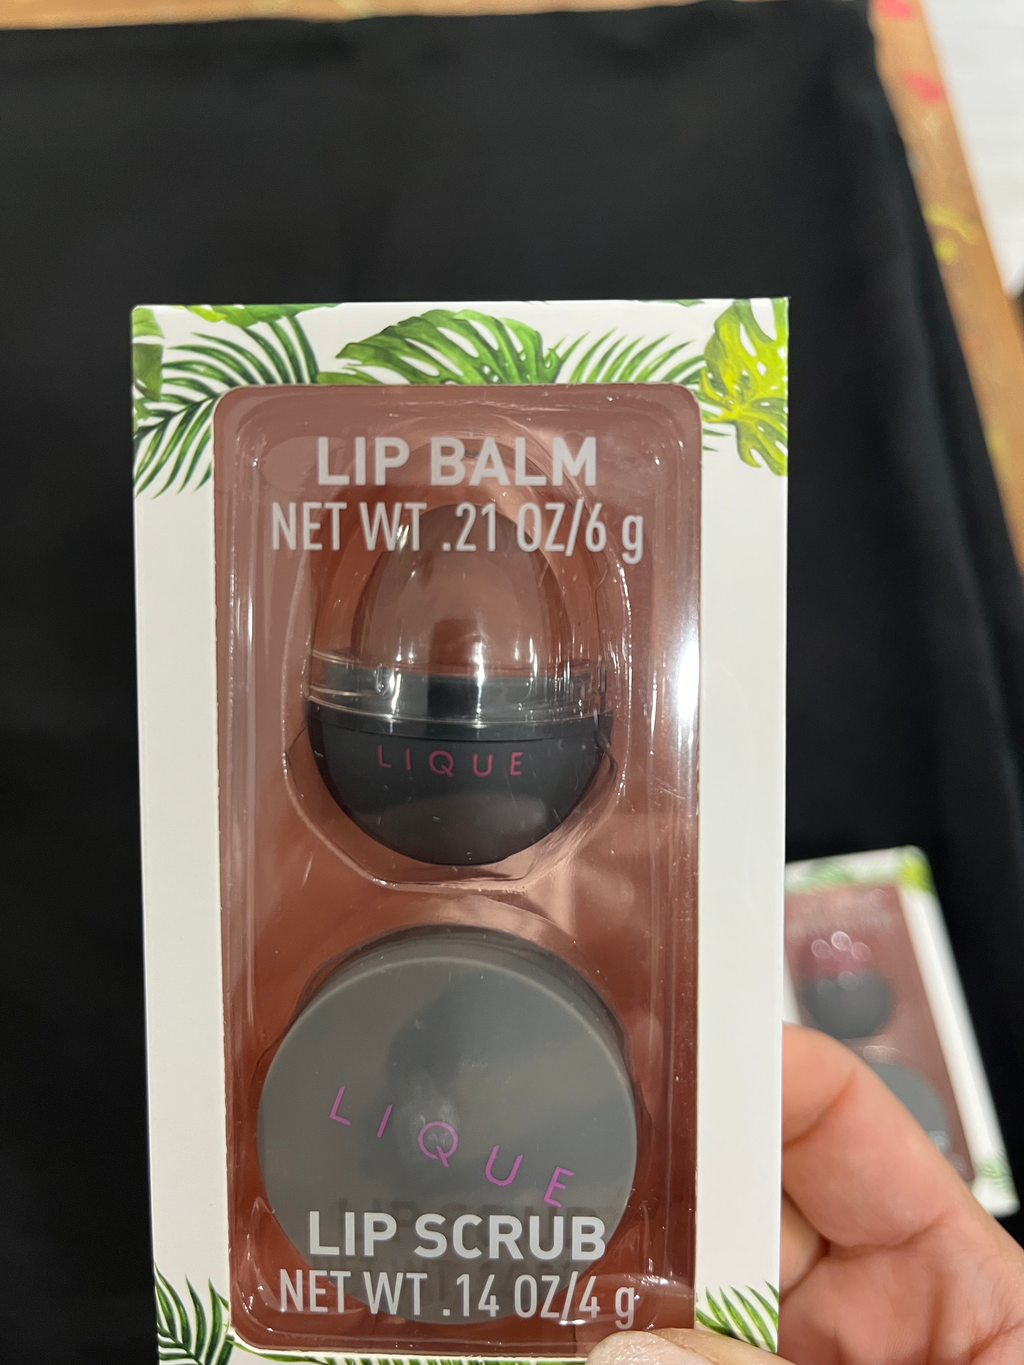 LIP BALM
NET WT .21 OZ/6 g
LIQUE
LIQUE
LIP SCRUB
NET WT .14 OZ/4 g